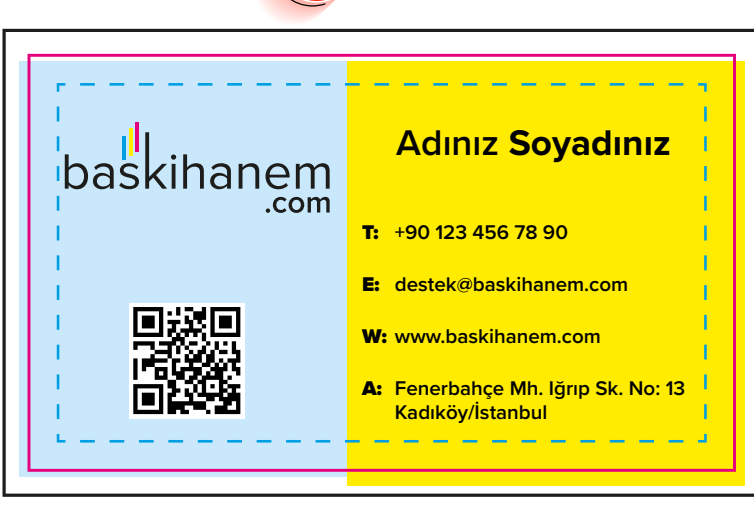 baskihanem
.com
Adınız Soyadınız
T: +90 123 456 78 90
E: destek@baskihanem.com
W: www.baskihanem.com
A: Fenerbahçe Mh. Iğrıp Sk. No: 13
Kadıköy/İstanbul